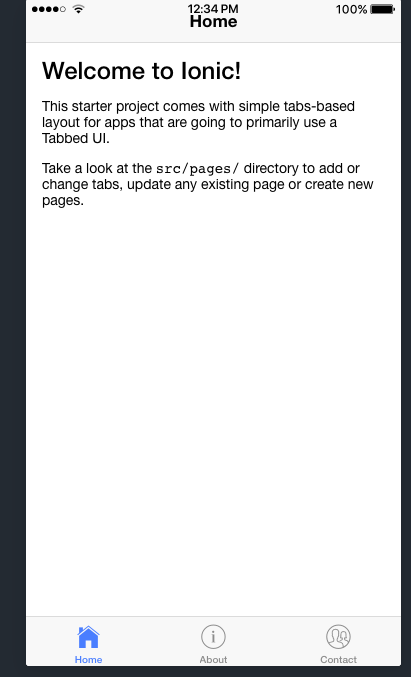 12:34 PM 100%
Home
Welcome to Ionic!
This starter project comes with simple tabs-based
layout for apps that are going to primarily use a
Tabbed UI.
Take a look at the src/pages/ directory to add or
change tabs, update any existing page or create new
pages.
Home About Contact